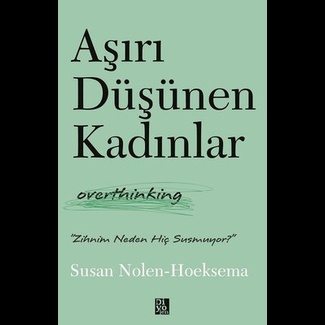 Aşırı
Düşünen
Kadınlar
overthinking
"Zihnim Neden Hiç Susmuyor?"
Susan Nolen-Hoeksema